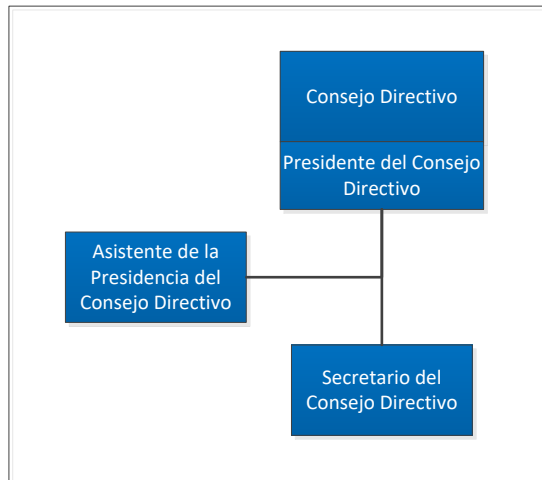 Consejo Directivo
Presidente del Consejo
Directivo
Asistente de la
Presidencia del
Consejo Directivo
Secretario del
Consejo Directivo